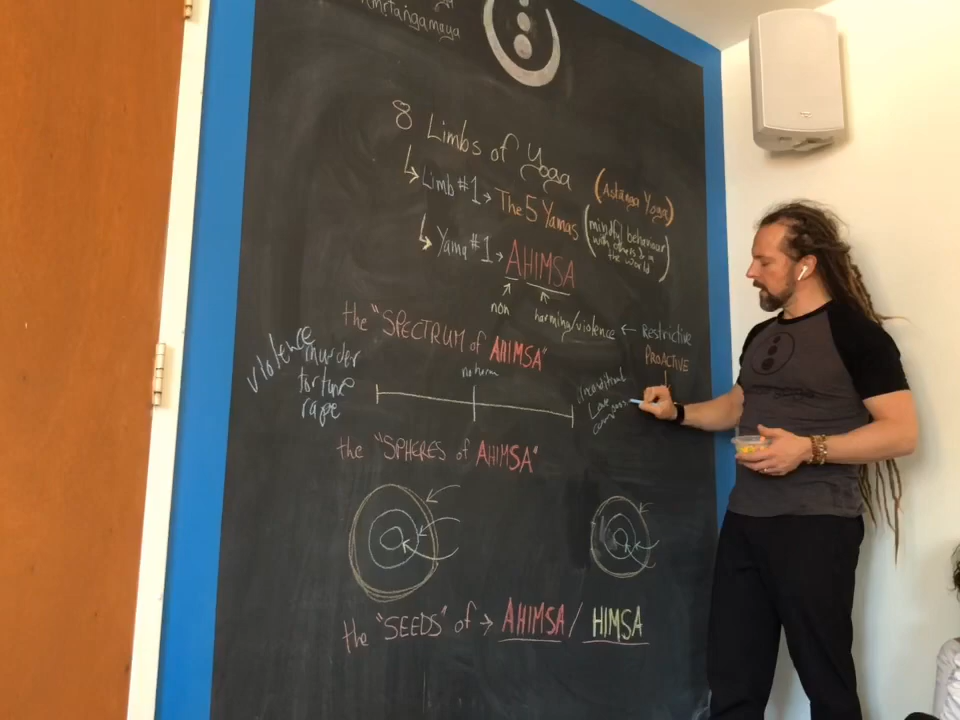 8 Limbs of Yoga
Limb #1 → The 5 Yamas
(Astanga Yoga)
(mindful behaviour
with others & in
the world)
Yama #1 → AHIMSA
non
harming/violence ← Restrictive
PROACTIVE
the "SPECTRUM of AHIMSA"
violence
murder
torture
rape
no harm
unconditional
Love
the "SPHERES of AHIMSA"
the "SEEDS" of → AHIMSA / HIMSA